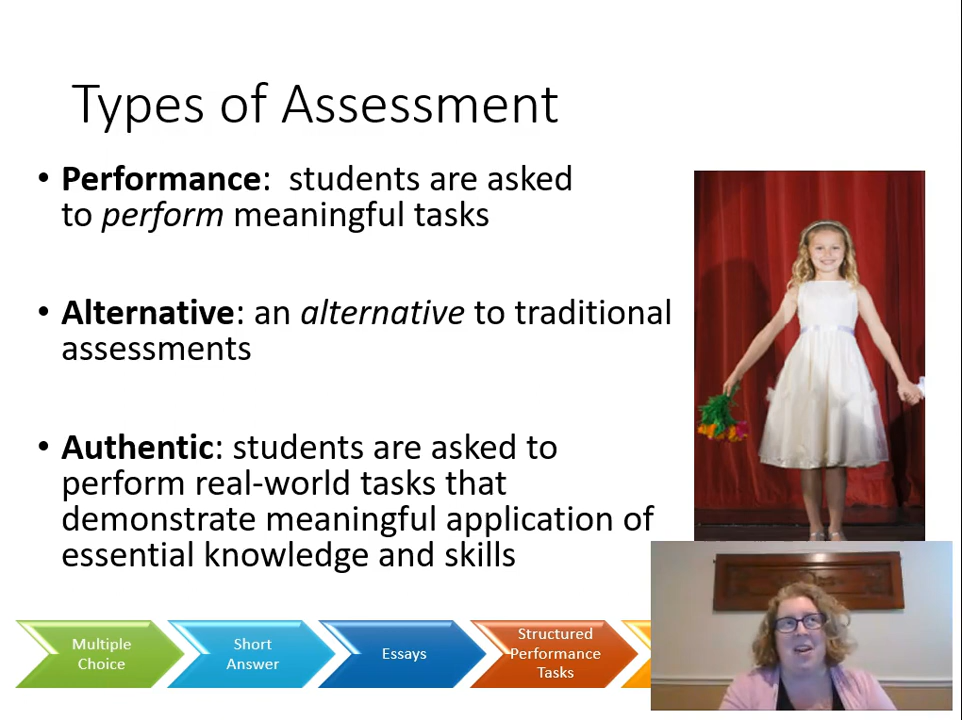 Types of Assessment
• Performance:  students are asked
to perform meaningful tasks
• Alternative: an alternative to traditional
assessments
• Authentic: students are asked to
perform real-world tasks that
demonstrate meaningful application of
essential knowledge and skills
Multiple
Choice
Short
Answer
Essays
Structured
Performance
Tasks